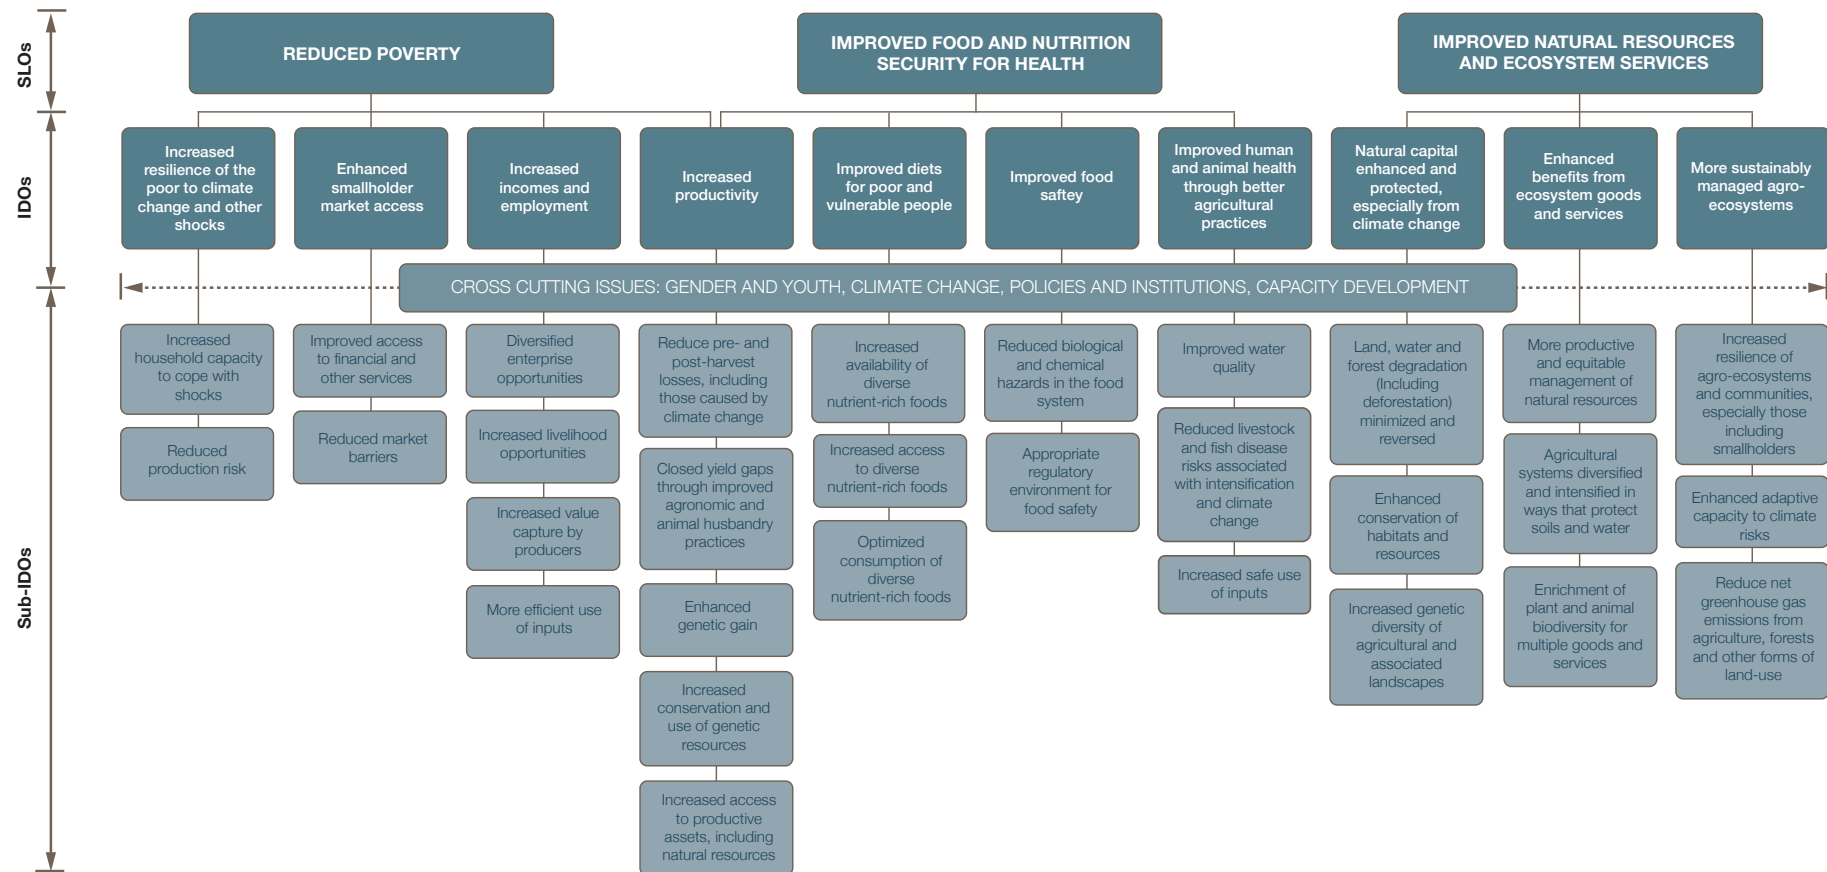 SLOs
REDUCED POVERTY
IMPROVED FOOD AND NUTRITION
SECURITY FOR HEALTH
IMPROVED NATURAL RESOURCES
AND ECOSYSTEM SERVICES
IDOs
Increased
resilience of the
poor to climate
change and other
shocks
Enhanced
smallholder
market access
Increased
incomes and
employment
Increased
productivity
Improved diets
for poor and
vulnerable people
Improved food
saftey
Improved human
and animal health
through better
agricultural
practices
Natural capital
enhanced and
protected,
especially from
climate change
Enhanced
benefits from
ecosystem goods
and services
More sustainably
managed agro-
ecosystems
CROSS CUTTING ISSUES: GENDER AND YOUTH, CLIMATE CHANGE, POLICIES AND INSTITUTIONS, CAPACITY DEVELOPMENT
Sub-IDOs
Increased
household capacity
to cope with
shocks
Reduced
production risk
Improved access
to financial and
other services
Reduced market
barriers
Diversified
enterprise
opportunities
Increased livelihood
opportunities
Increased value
capture by
producers
More efficient use
of inputs
Reduce pre- and
post-harvest
losses, including
those caused by
climate change
Closed yield gaps
through improved
agronomic and
animal husbandry
practices
Enhanced
genetic gain
Increased
conservation and
use of genetic
resources
Increased access
to productive
assets, including
natural resources
Increased
availability of
diverse
nutrient-rich foods
Increased access
to diverse
nutrient-rich foods
Optimized
consumption of
diverse
nutrient-rich foods
Reduced biological
and chemical
hazards in the food
system
Appropriate
regulatory
environment for
food safety
Improved water
quality
Reduced livestock
and fish disease
risks associated
with intensification
and climate
change
Increased safe use
of inputs
Land, water and
forest degradation
(Including
deforestation)
minimized and
reversed
Enhanced
conservation of
habitats and
resources
Increased genetic
diversity of
agricultural and
associated
landscapes
More productive
and equitable
management of
natural resources
Agricultural
systems diversified
and intensified in
ways that protect
soils and water
Enrichment of
plant and animal
biodiversity for
multiple goods and
services
Increased
resilience of
agro-ecosystems
and communities,
especially those
including
smallholders
Enhanced adaptive
capacity to climate
risks
Reduce net
greenhouse gas
emissions from
agriculture, forests
and other forms of
land-use